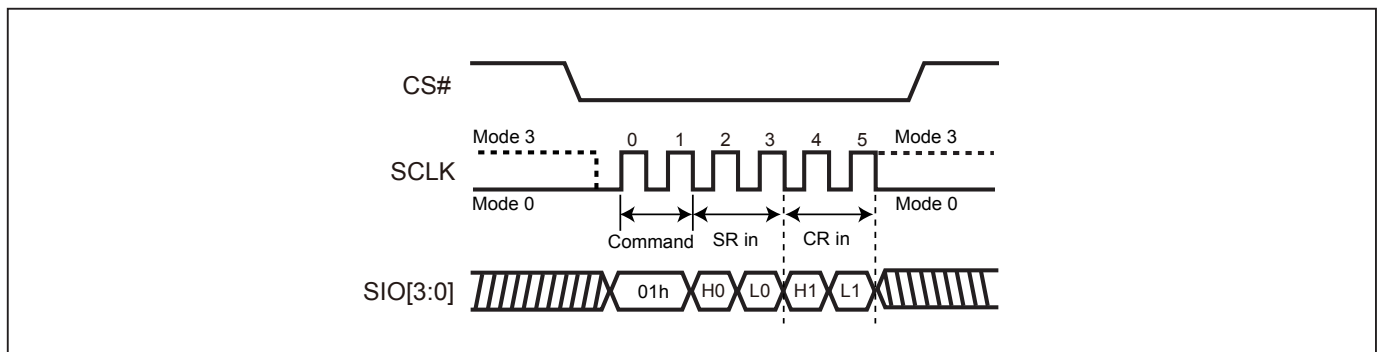 CS#
Mode 3 0 1 2 3 4 5 Mode 3
SCLK
Mode 0 Mode 0
Command SR in CR in
SIO[3:0] 01h H0 L0 H1 L1